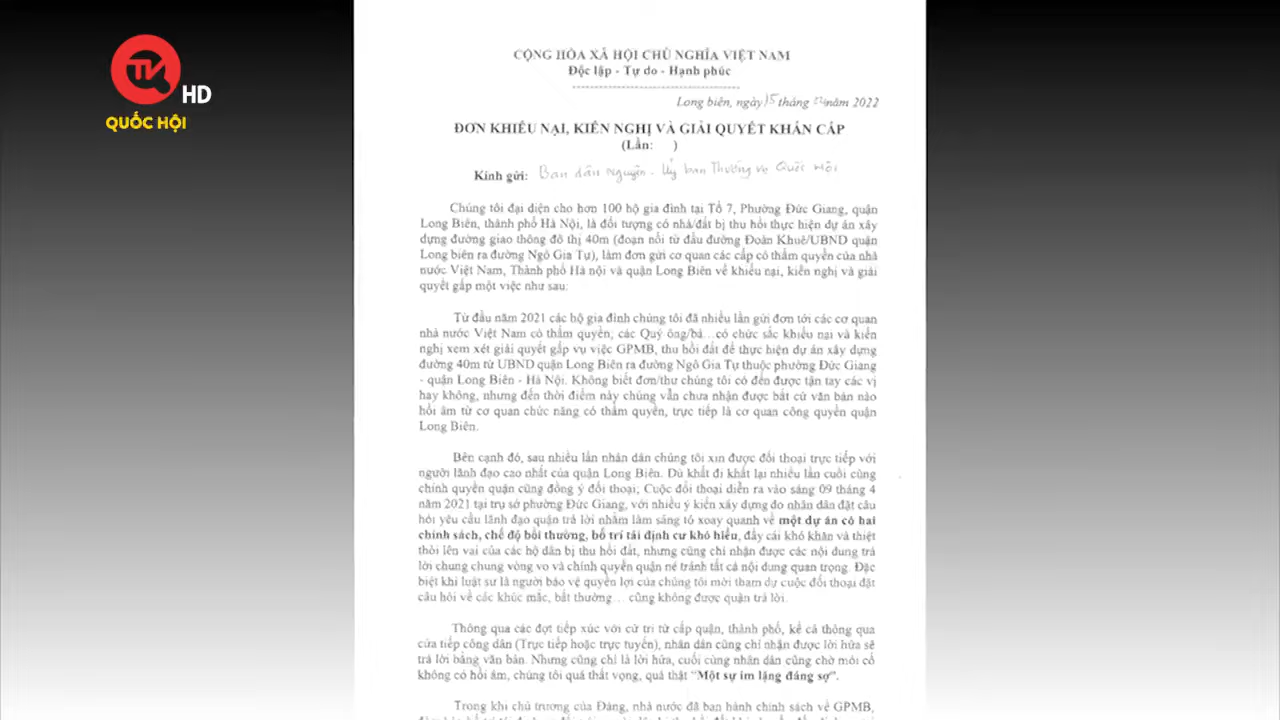 TV
HD
QUỐC HỘI
CỘNG HÒA XÃ HỘI CHỦ NGHĨA VIỆT NAM
Độc lập - Tự do - Hạnh phúc
Long biên, ngày 15 tháng năm 2022
ĐƠN KHIẾU NẠI, KIẾN NGHỊ VÀ GIẢI QUYẾT KHẨN CẤP
(Lần: )
Kính gửi: Ban dân nguyện - Uỷ ban Thường vụ Quốc Hội
Chúng tôi đại diện cho hơn 100 hộ gia đình tại Tổ 7, Phường Đức Giang, quận
Long Biên, thành phố Hà Nội, là đối tượng có nhà/đất bị thu hồi thực hiện dự án xây
dựng đường giao thông đô thị 40m (đoạn nối từ đầu đường Đoàn Khuê/UBND quận
Long biên ra đường Ngô Gia Tự), làm đơn gửi cơ quan các cấp có thẩm quyền của nhà
nước Việt Nam, Thành phố Hà nội và quận Long Biên về khiếu nại, kiến nghị và giải
quyết gấp một việc như sau:
Từ đầu năm 2021 các hộ gia đình chúng tôi đã nhiều lần gửi đơn tới các cơ quan
nhà nước Việt Nam có thẩm quyền; các Quý ông/bà…có chức sắc khiếu nại và kiến
nghị xem xét giải quyết gấp vụ việc GPMB, thu hồi đất để thực hiện dự án xây dựng
đường 40m từ UBND quận Long Biên ra đường Ngô Gia Tự thuộc phường Đức Giang
- quận Long Biên - Hà Nội. Không biết đơn/thư chúng tôi có đến được tận tay các vị
hay không, nhưng đến thời điểm này chúng vẫn chưa nhận được bất cứ văn bản nào
hồi âm từ cơ quan chức năng có thẩm quyền, trực tiếp là cơ quan công quyền quận
Long Biên.
Bên cạnh đó, sau nhiều lần nhân dân chúng tôi xin được đối thoại trực tiếp với
người lãnh đạo cao nhất của quận Long Biên. Dù khất đi khất lại nhiều lần cuối cùng
chính quyền quận cũng đồng ý đối thoại; Cuộc đối thoại diễn ra vào sáng 09 tháng 4
năm 2021 tại trụ sở phường Đức Giang, với nhiều ý kiến xây dựng do nhân dân đặt câu
hỏi yêu cầu lãnh đạo quận trả lời nhằm làm sáng tỏ xoay quanh về một dự án có hai
chính sách, chế độ bồi thường, bố trí tái định cư khó hiểu, đẩy cái khó khăn và thiệt
thòi lên vai của các hộ dân bị thu hồi đất, nhưng cũng chỉ nhận được các nội dung trả
lời chung chung vòng vo và chính quyền quận né tránh tất cả nội dung quan trọng. Đặc
biệt khi luật sư là người bảo vệ quyền lợi của chúng tôi mời tham dự cuộc đối thoại đặt
câu hỏi về các khúc mắc, bất thường… cũng không được quận trả lời.
Thông qua các đợt tiếp xúc với cử tri từ cấp quận, thành phố, kể cả thông qua
cửa tiếp công dân (Trực tiếp hoặc trực tuyến), nhân dân cũng chỉ nhận được lời hứa sẽ
trả lời bằng văn bản. Nhưng cũng chỉ là lời hứa, cuối cùng nhân dân cũng chờ mỏi cổ
không có hồi âm, chúng tôi quá thất vọng, quả thật “Một sự im lặng đáng sợ”.
Trong khi chủ trương của Đảng, nhà nước đã ban hành chính sách về GPMB,